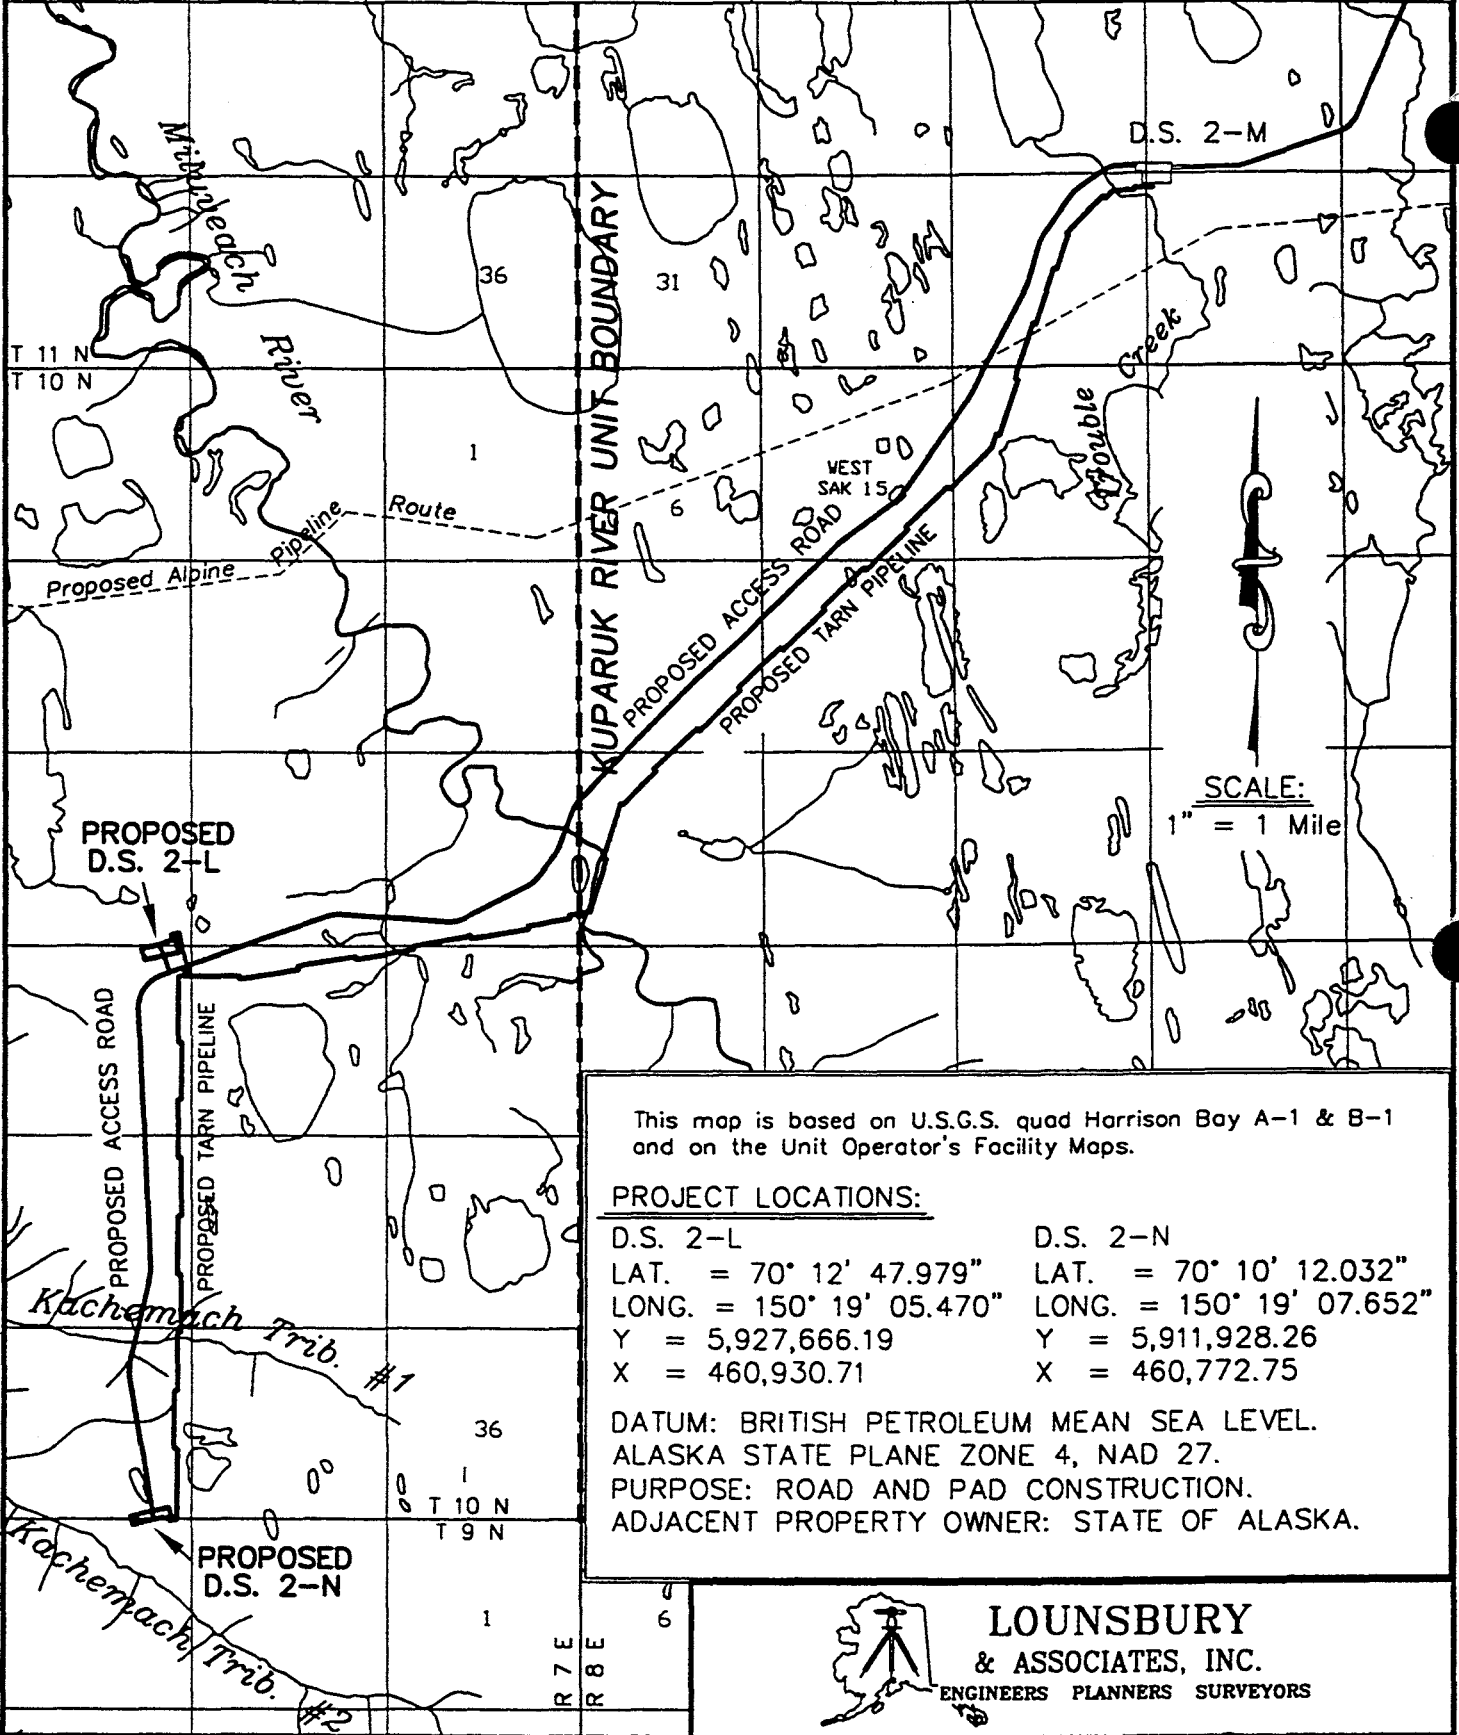 D.S. 2-M
Miluveach
River
36
31
KUPARUK RIVER UNIT BOUNDARY
T 11 N
T 10 N
1
6
WEST
SAK 15
Trouble
Creek
Proposed Alpine Pipeline Route
PROPOSED ACCESS ROAD
PROPOSED TARN PIPELINE
SCALE:
1" = 1 Mile
PROPOSED
D.S. 2-L
PROPOSED ACCESS ROAD
PROPOSED TARN PIPELINE
Kachemach Trib. #1
36
1
T 10 N
T 9 N
PROPOSED
D.S. 2-N
Kachemach Trib. #2
1
6
R 7 E
R 8 E
This map is based on U.S.G.S. quad Harrison Bay A-1 & B-1
and on the Unit Operator's Facility Maps.
PROJECT LOCATIONS:
D.S. 2-L
LAT. = 70° 12' 47.979"
LONG. = 150° 19' 05.470"
Y = 5,927,666.19
X = 460,930.71
D.S. 2-N
LAT. = 70° 10' 12.032"
LONG. = 150° 19' 07.652"
Y = 5,911,928.26
X = 460,772.75
DATUM: BRITISH PETROLEUM MEAN SEA LEVEL.
ALASKA STATE PLANE ZONE 4, NAD 27.
PURPOSE: ROAD AND PAD CONSTRUCTION.
ADJACENT PROPERTY OWNER: STATE OF ALASKA.
LOUNSBURY
& ASSOCIATES, INC.
ENGINEERS PLANNERS SURVEYORS